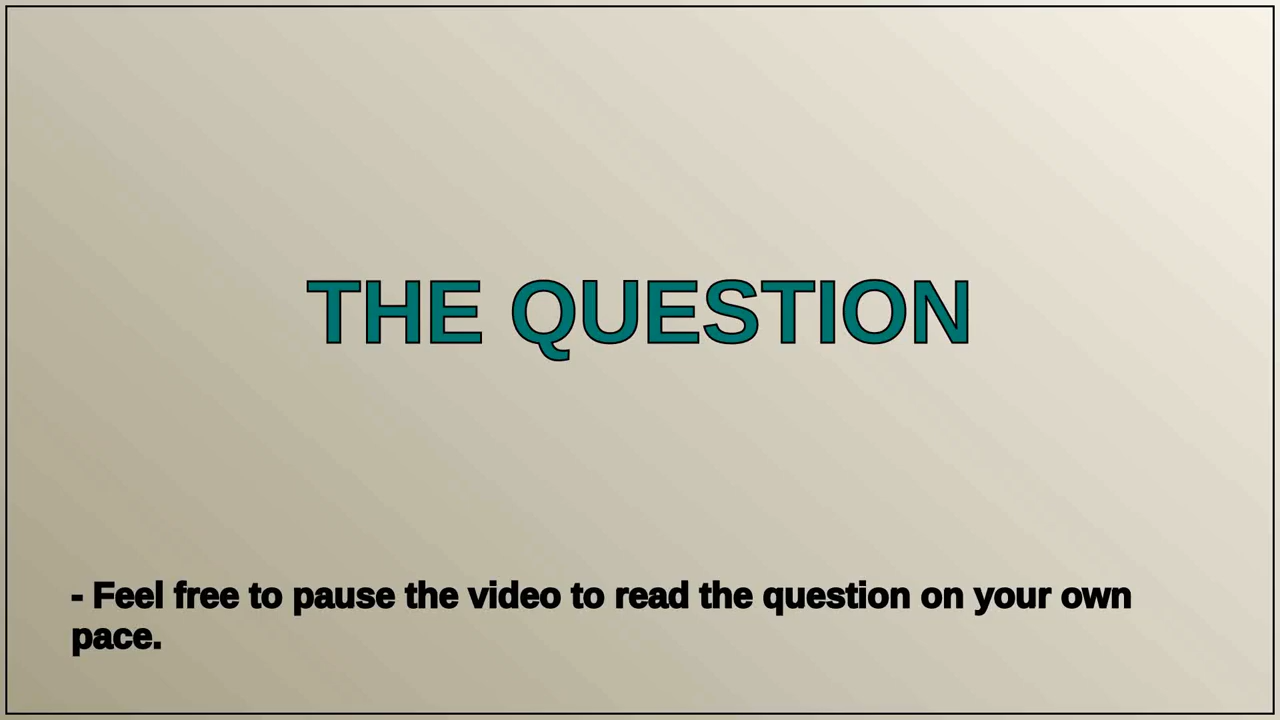 THE QUESTION
- Feel free to pause the video to read the question on your own
pace.